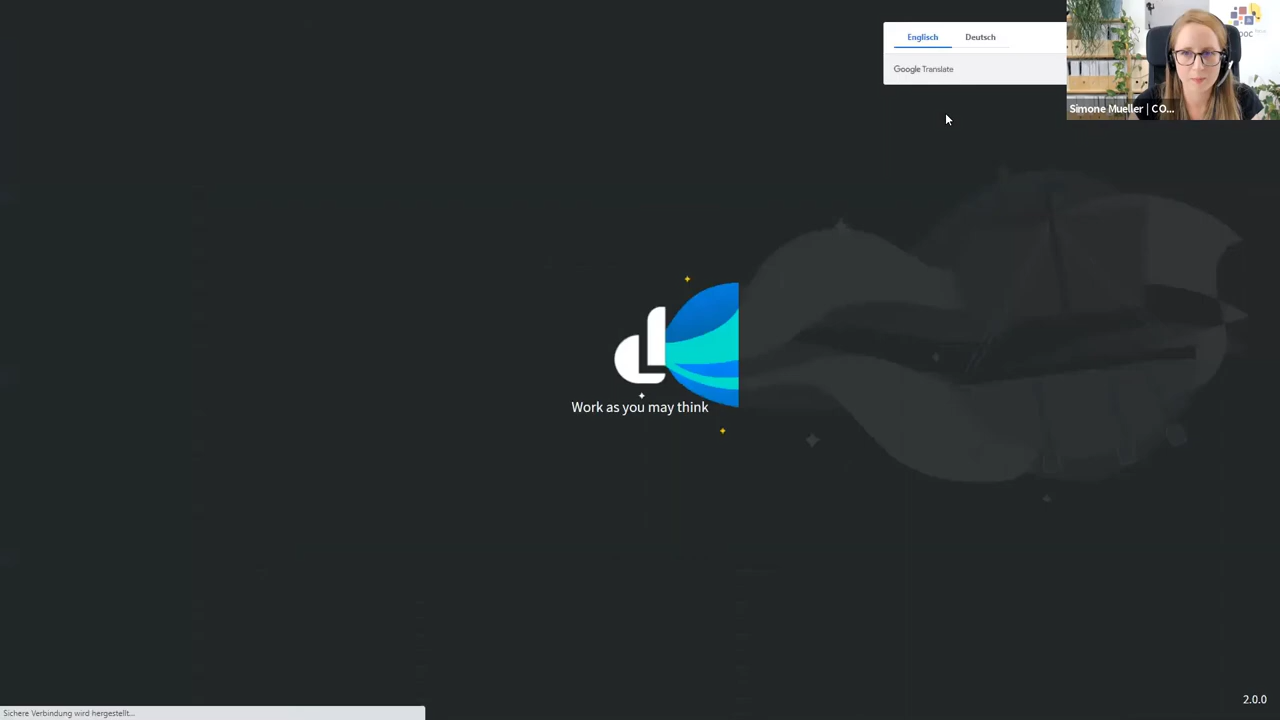 Englisch
Deutsch
Google Translate
Simone Mueller | CO...
Work as you may think
Sichere Verbindung wird hergestellt...
2.0.0